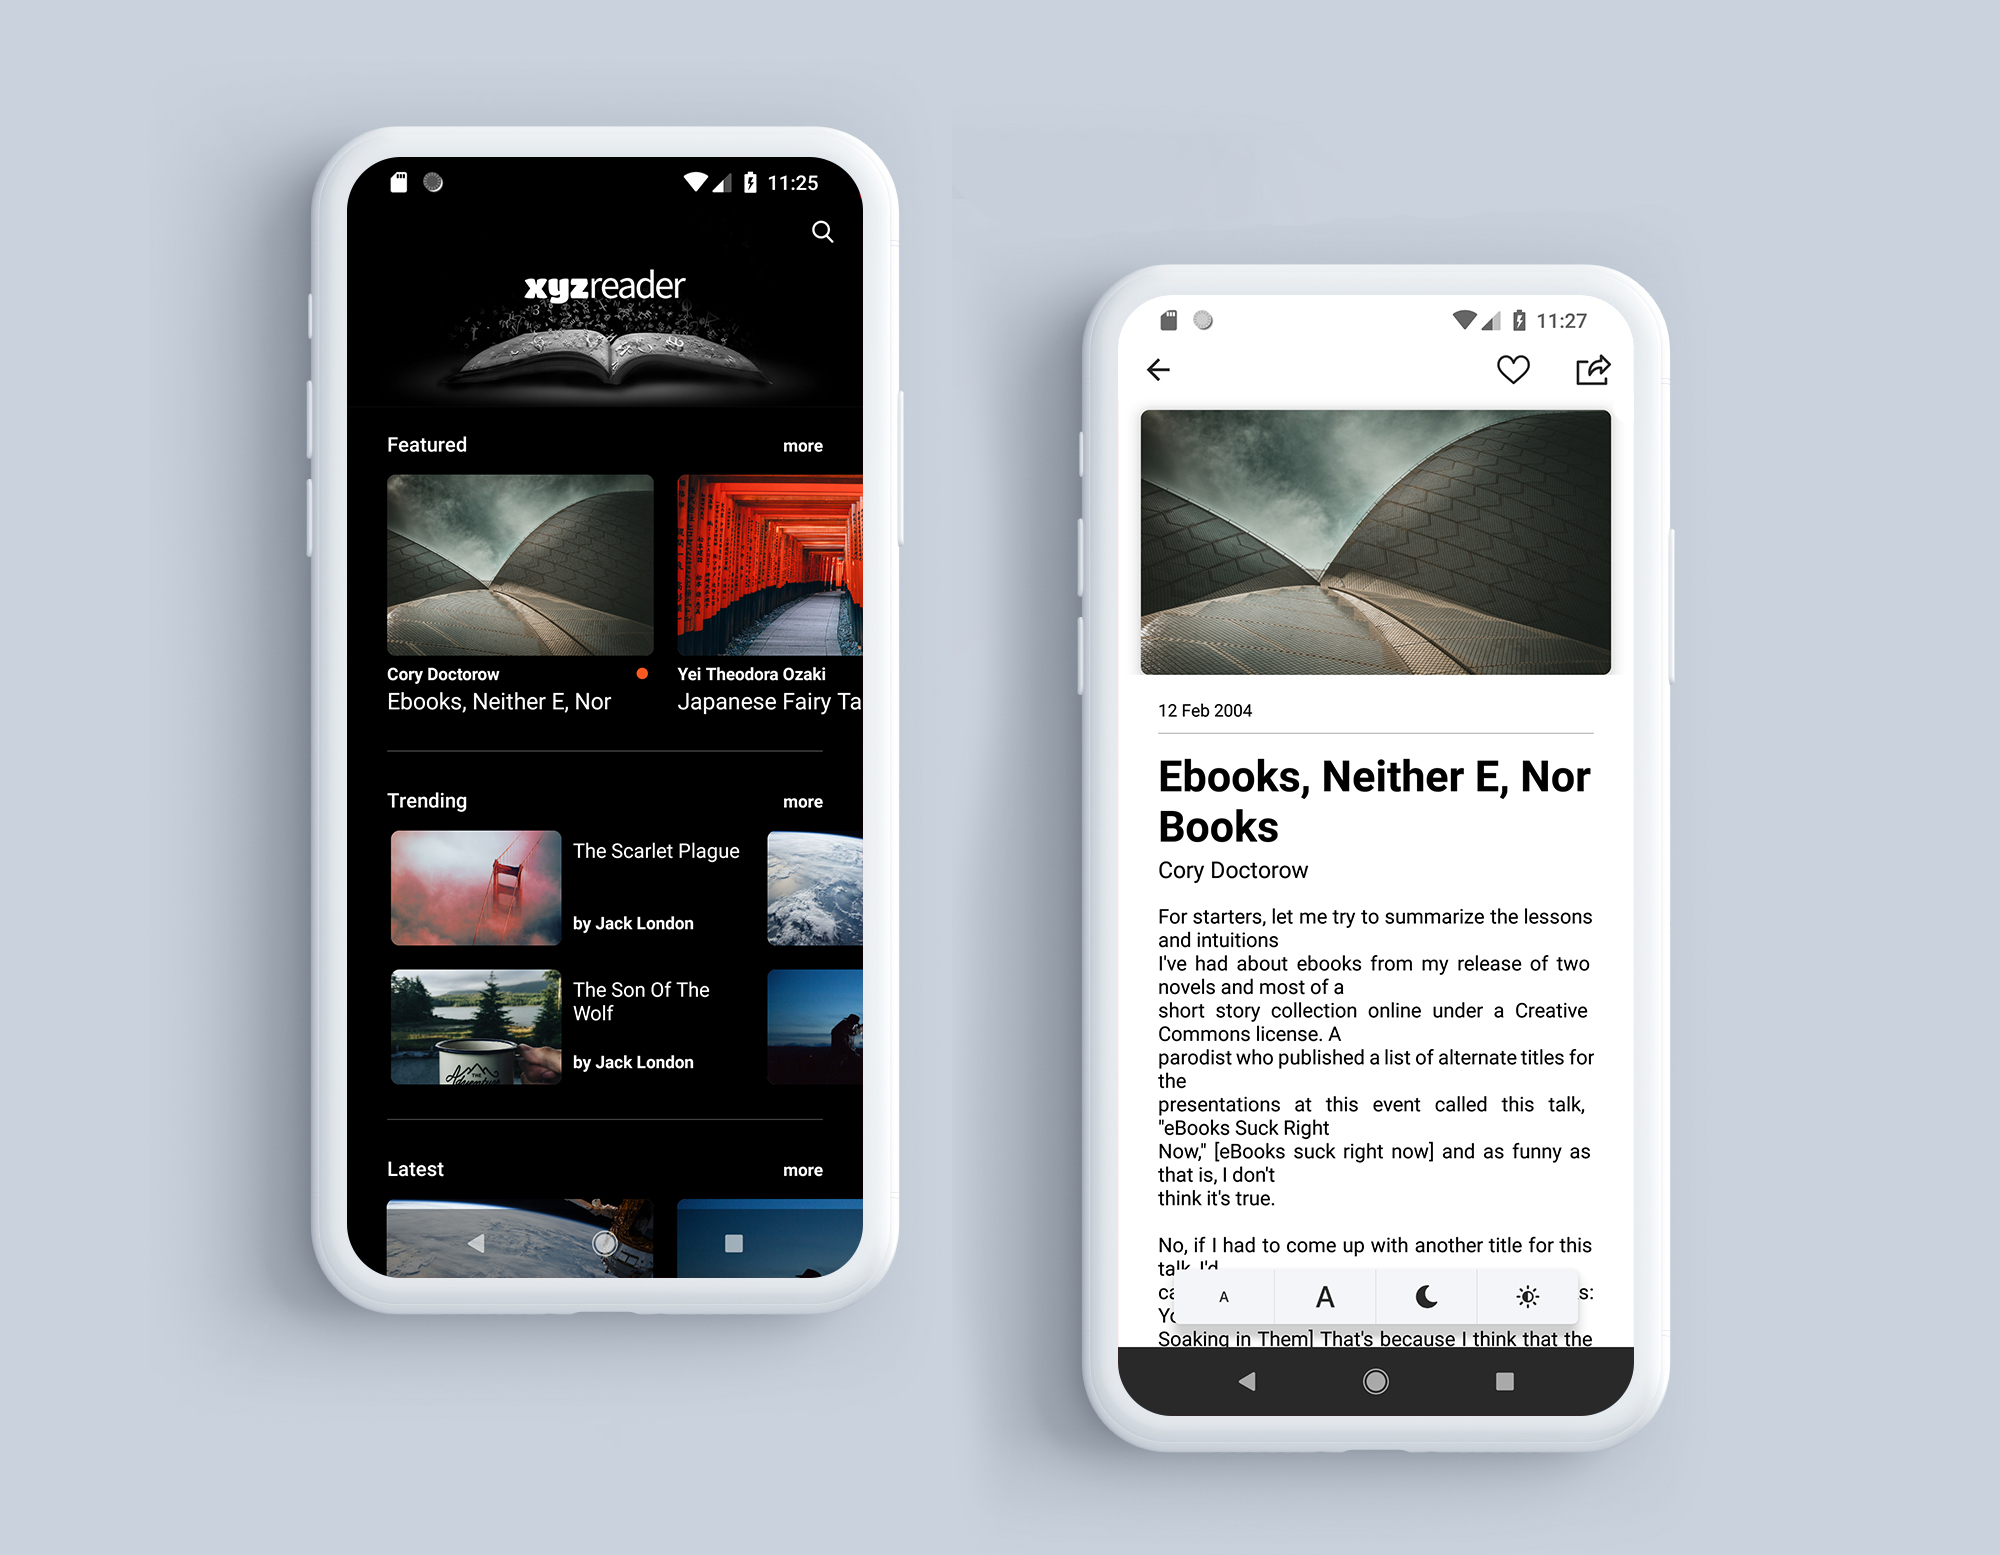 11:25
xyzreader
Featured
more
Cory Doctorow
Ebooks, Neither E, Nor
Yei Theodora Ozaki
Japanese Fairy Ta
Trending
more
The Scarlet Plague
by Jack London
The Son Of The
Wolf
by Jack London
THE
Adventure
Latest
more
11:27
12 Feb 2004
Ebooks, Neither E, Nor
Books
Cory Doctorow
For starters, let me try to summarize the lessons
and intuitions
I've had about ebooks from my release of two
novels and most of a
short story collection online under a Creative
Commons license. A
parodist who published a list of alternate titles for
the
presentations at this event called this talk,
"eBooks Suck Right
Now," [eBooks suck right now] and as funny as
that is, I don't
think it's true.
No, if I had to come up with another title for this
talk, I'd
ca s:
Yo
A A
Soaking in Them] That's because I think that the